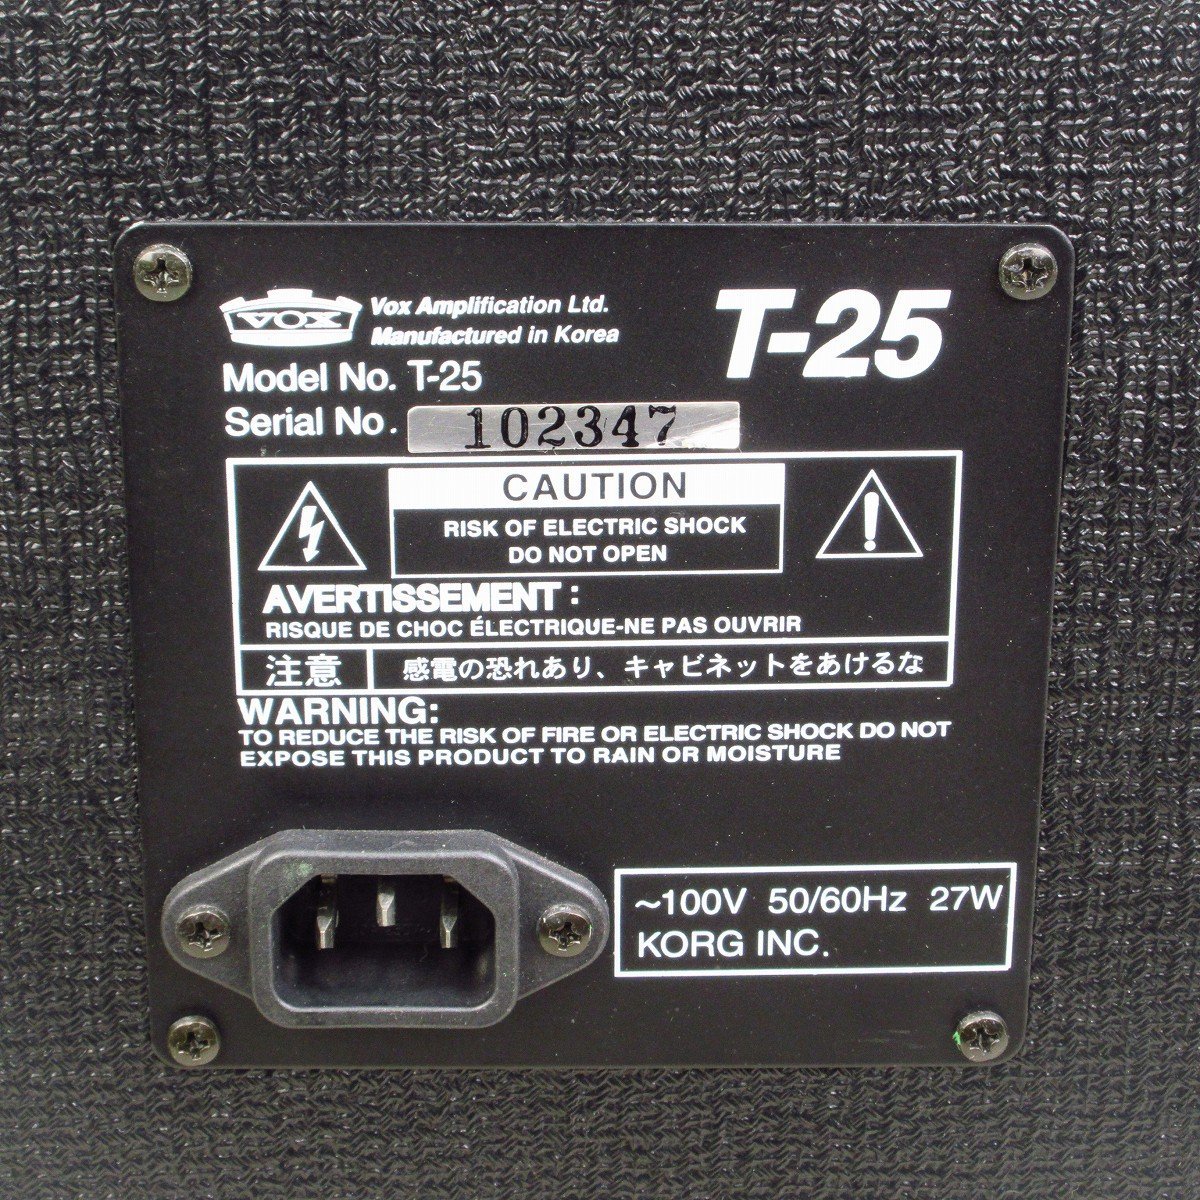 VOX
Vox Amplification Ltd.
Manufactured in Korea
T-25
Model No. T-25
Serial No. 102347
CAUTION
RISK OF ELECTRIC SHOCK
DO NOT OPEN
AVERTISSEMENT :
RISQUE DE CHOC ÉLECTRIQUE-NE PAS OUVRIR
注意 感電の恐れあり、キャビネットをあけるな
WARNING:
TO REDUCE THE RISK OF FIRE OR ELECTRIC SHOCK DO NOT
EXPOSE THIS PRODUCT TO RAIN OR MOISTURE
~100V 50/60Hz 27W
KORG INC.